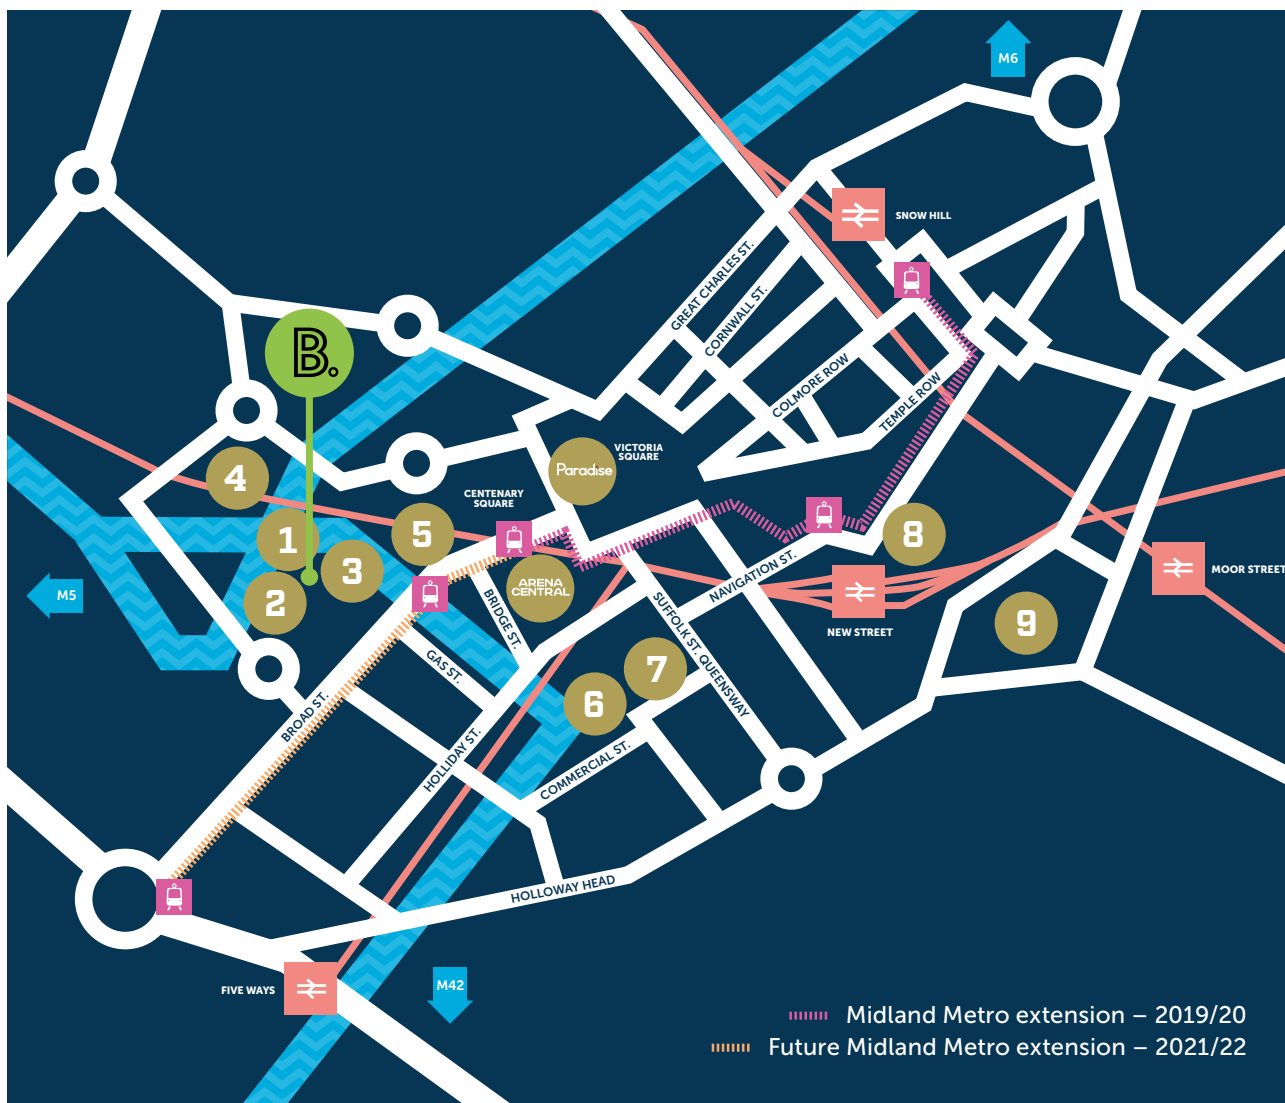 M6
SNOW HILL
GREAT CHARLES ST.
CORNWALL ST.
B.
COLMORE ROW
TEMPLE ROW
VICTORIA
SQUARE
Paradise
4
CENTENARY
SQUARE
1
5
8
3
2
M5
ARENA
CENTRAL
BRIDGE ST.
NAVIGATION ST.
SUFFOLK ST. QUEENSWAY
MOOR STREET
NEW STREET
9
GAS ST.
7
6
BROAD ST.
HOLLIDAY ST.
COMMERCIAL ST.
HOLLOWAY HEAD
FIVE WAYS
M42
Midland Metro extension – 2019/20
Future Midland Metro extension – 2021/22